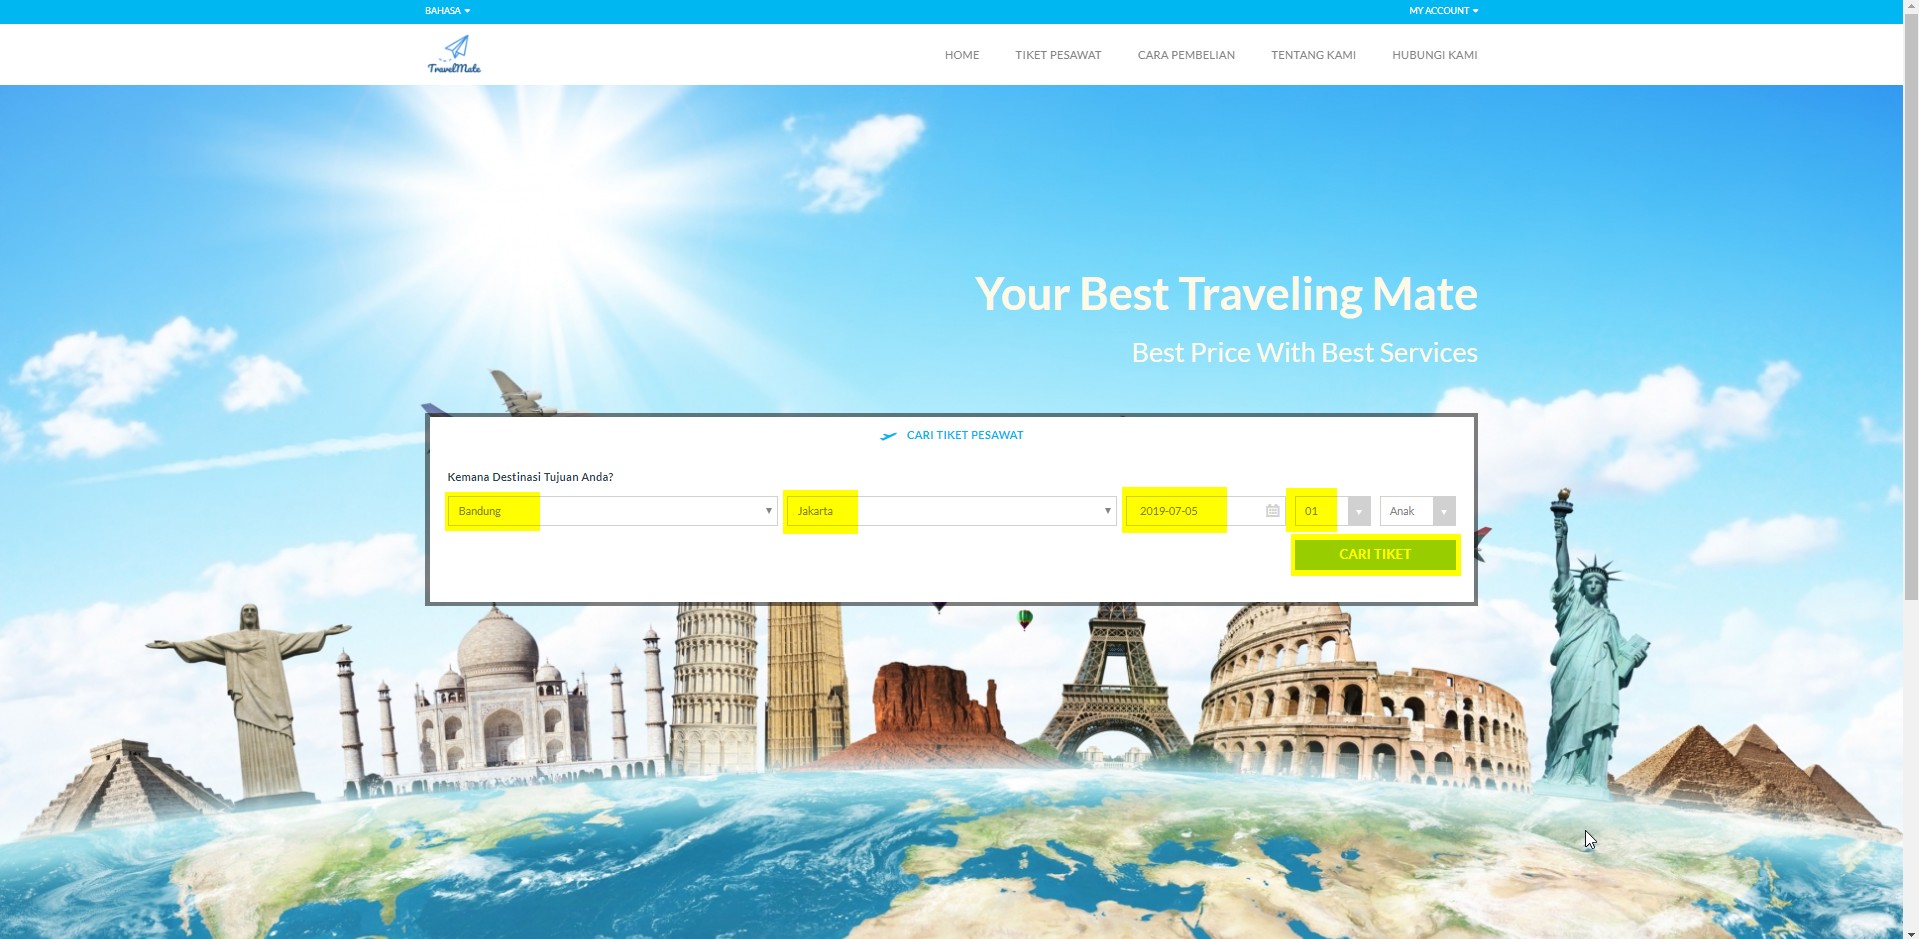 BAHASA
MY ACCOUNT
TravelMate
HOME
TIKET PESAWAT
CARA PEMBELIAN
TENTANG KAMI
HUBUNGI KAMI
Your Best Traveling Mate
Best Price With Best Services
CARI TIKET PESAWAT
Kemana Destinasi Tujuan Anda?
Bandung
Jakarta
2019-07-05
01
Anak
CARI TIKET